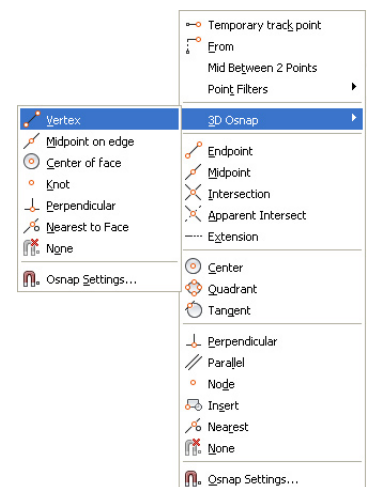 Temporary track point
From
Mid Between 2 Points
Point Filters
3D Osnap
Endpoint
Midpoint
Intersection
Apparent Intersect
Extension
Center
Quadrant
Tangent
Perpendicular
Parallel
Node
Insert
Nearest
None
Osnap Settings...
Vertex
Midpoint on edge
Center of face
Knot
Perpendicular
Nearest to Face
None
Osnap Settings...